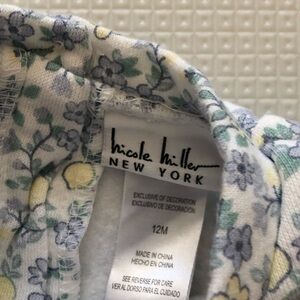 nicole miller
NEW YORK
EXCLUSIVE OF DECORATION
EXCLUSIVO DE DECORACIÓN
12M
MADE IN CHINA
HECHO EN CHINA
SEE REVERSE FOR CARE
VER AL DORSO PARA EL CUIDADO